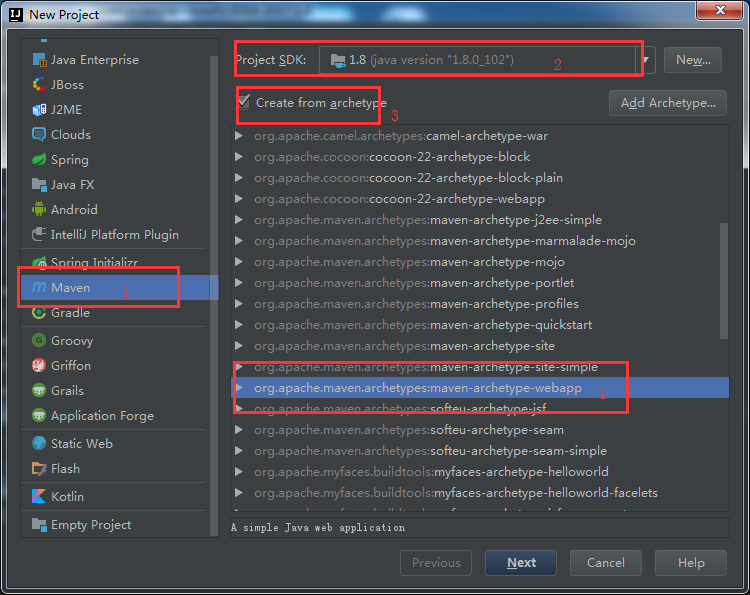 New Project
Java Enterprise
JBoss
J2ME
Clouds
Spring
Java FX
Android
IntelliJ Platform Plugin
Spring Initializr
Maven 1
Gradle
Groovy
Griffon
Grails
Application Forge
Static Web
Flash
Kotlin
Empty Project
Project SDK: 1.8 (java version "1.8.0_102") 2 New...
Create from archetype 3 Add Archetype...
org.apache.camel.archetypes:camel-archetype-war
org.apache.cocoon:cocoon-22-archetype-block
org.apache.cocoon:cocoon-22-archetype-block-plain
org.apache.cocoon:cocoon-22-archetype-webapp
org.apache.maven.archetypes:maven-archetype-j2ee-simple
org.apache.maven.archetypes:maven-archetype-marmalade-mojo
org.apache.maven.archetypes:maven-archetype-mojo
org.apache.maven.archetypes:maven-archetype-portlet
org.apache.maven.archetypes:maven-archetype-profiles
org.apache.maven.archetypes:maven-archetype-quickstart
org.apache.maven.archetypes:maven-archetype-site
org.apache.maven.archetypes:maven-archetype-site-simple
org.apache.maven.archetypes:maven-archetype-webapp 4
org.apache.maven.archetypes:softeu-archetype-jsf
org.apache.maven.archetypes:softeu-archetype-seam
org.apache.maven.archetypes:softeu-archetype-seam-simple
org.apache.myfaces.buildtools:myfaces-archetype-helloworld
org.apache.myfaces.buildtools:myfaces-archetype-helloworld-facelets
A simple Java web application
Previous Next Cancel Help